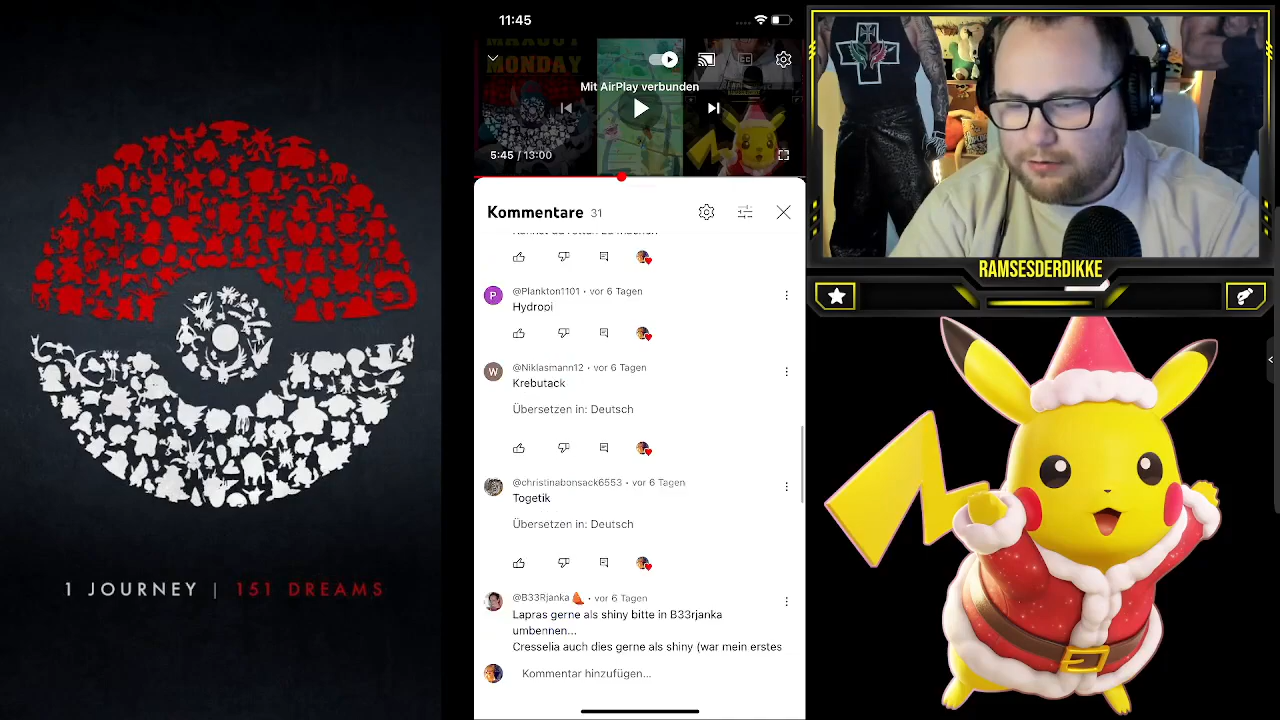 1 JOURNEY | 151 DREAMS
11:45
MONDAY
Mit AirPlay verbunden
5:45 / 13:00
Kommentare 31
@Plankton1101 • vor 6 Tagen
Hydropi
@Niklasmann12 • vor 6 Tagen
Krebutack
Übersetzen in: Deutsch
@christinabonsack6553 • vor 6 Tagen
Togetik
Übersetzen in: Deutsch
@B33Rjanka • vor 6 Tagen
Lapras gerne als shiny bitte in B33rjanka
umbennen...
Cresselia auch dies gerne als shiny (war mein erstes
Kommentar hinzufügen...
RAMSESDERDIKKE